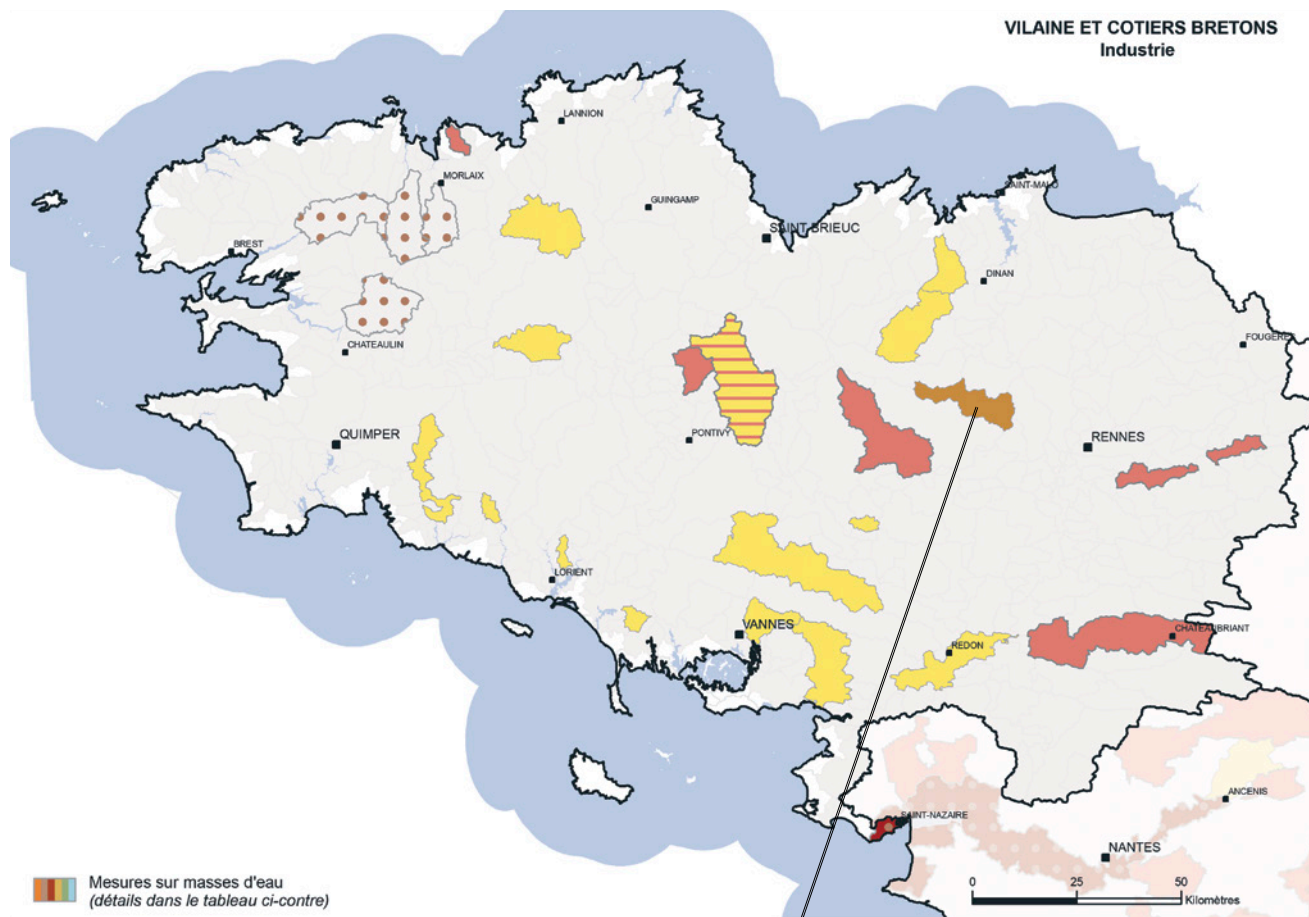 VILAINE ET COTIERS BRETONS
Industrie
LANNION
MORLAIX
SAINT-MALO
GUINGAMP
SAINT BRIEUC
BREST
DINAN
FOUGERES
CHATEAULIN
PONTIVY
QUIMPER
RENNES
LORIENT
VANNES
REDON
CHATEAUBRIANT
ANCENIS
SAINT-NAZAIRE
NANTES
Mesures sur masses d'eau
(détails dans le tableau ci-contre)
0 25 50
Kilomètres